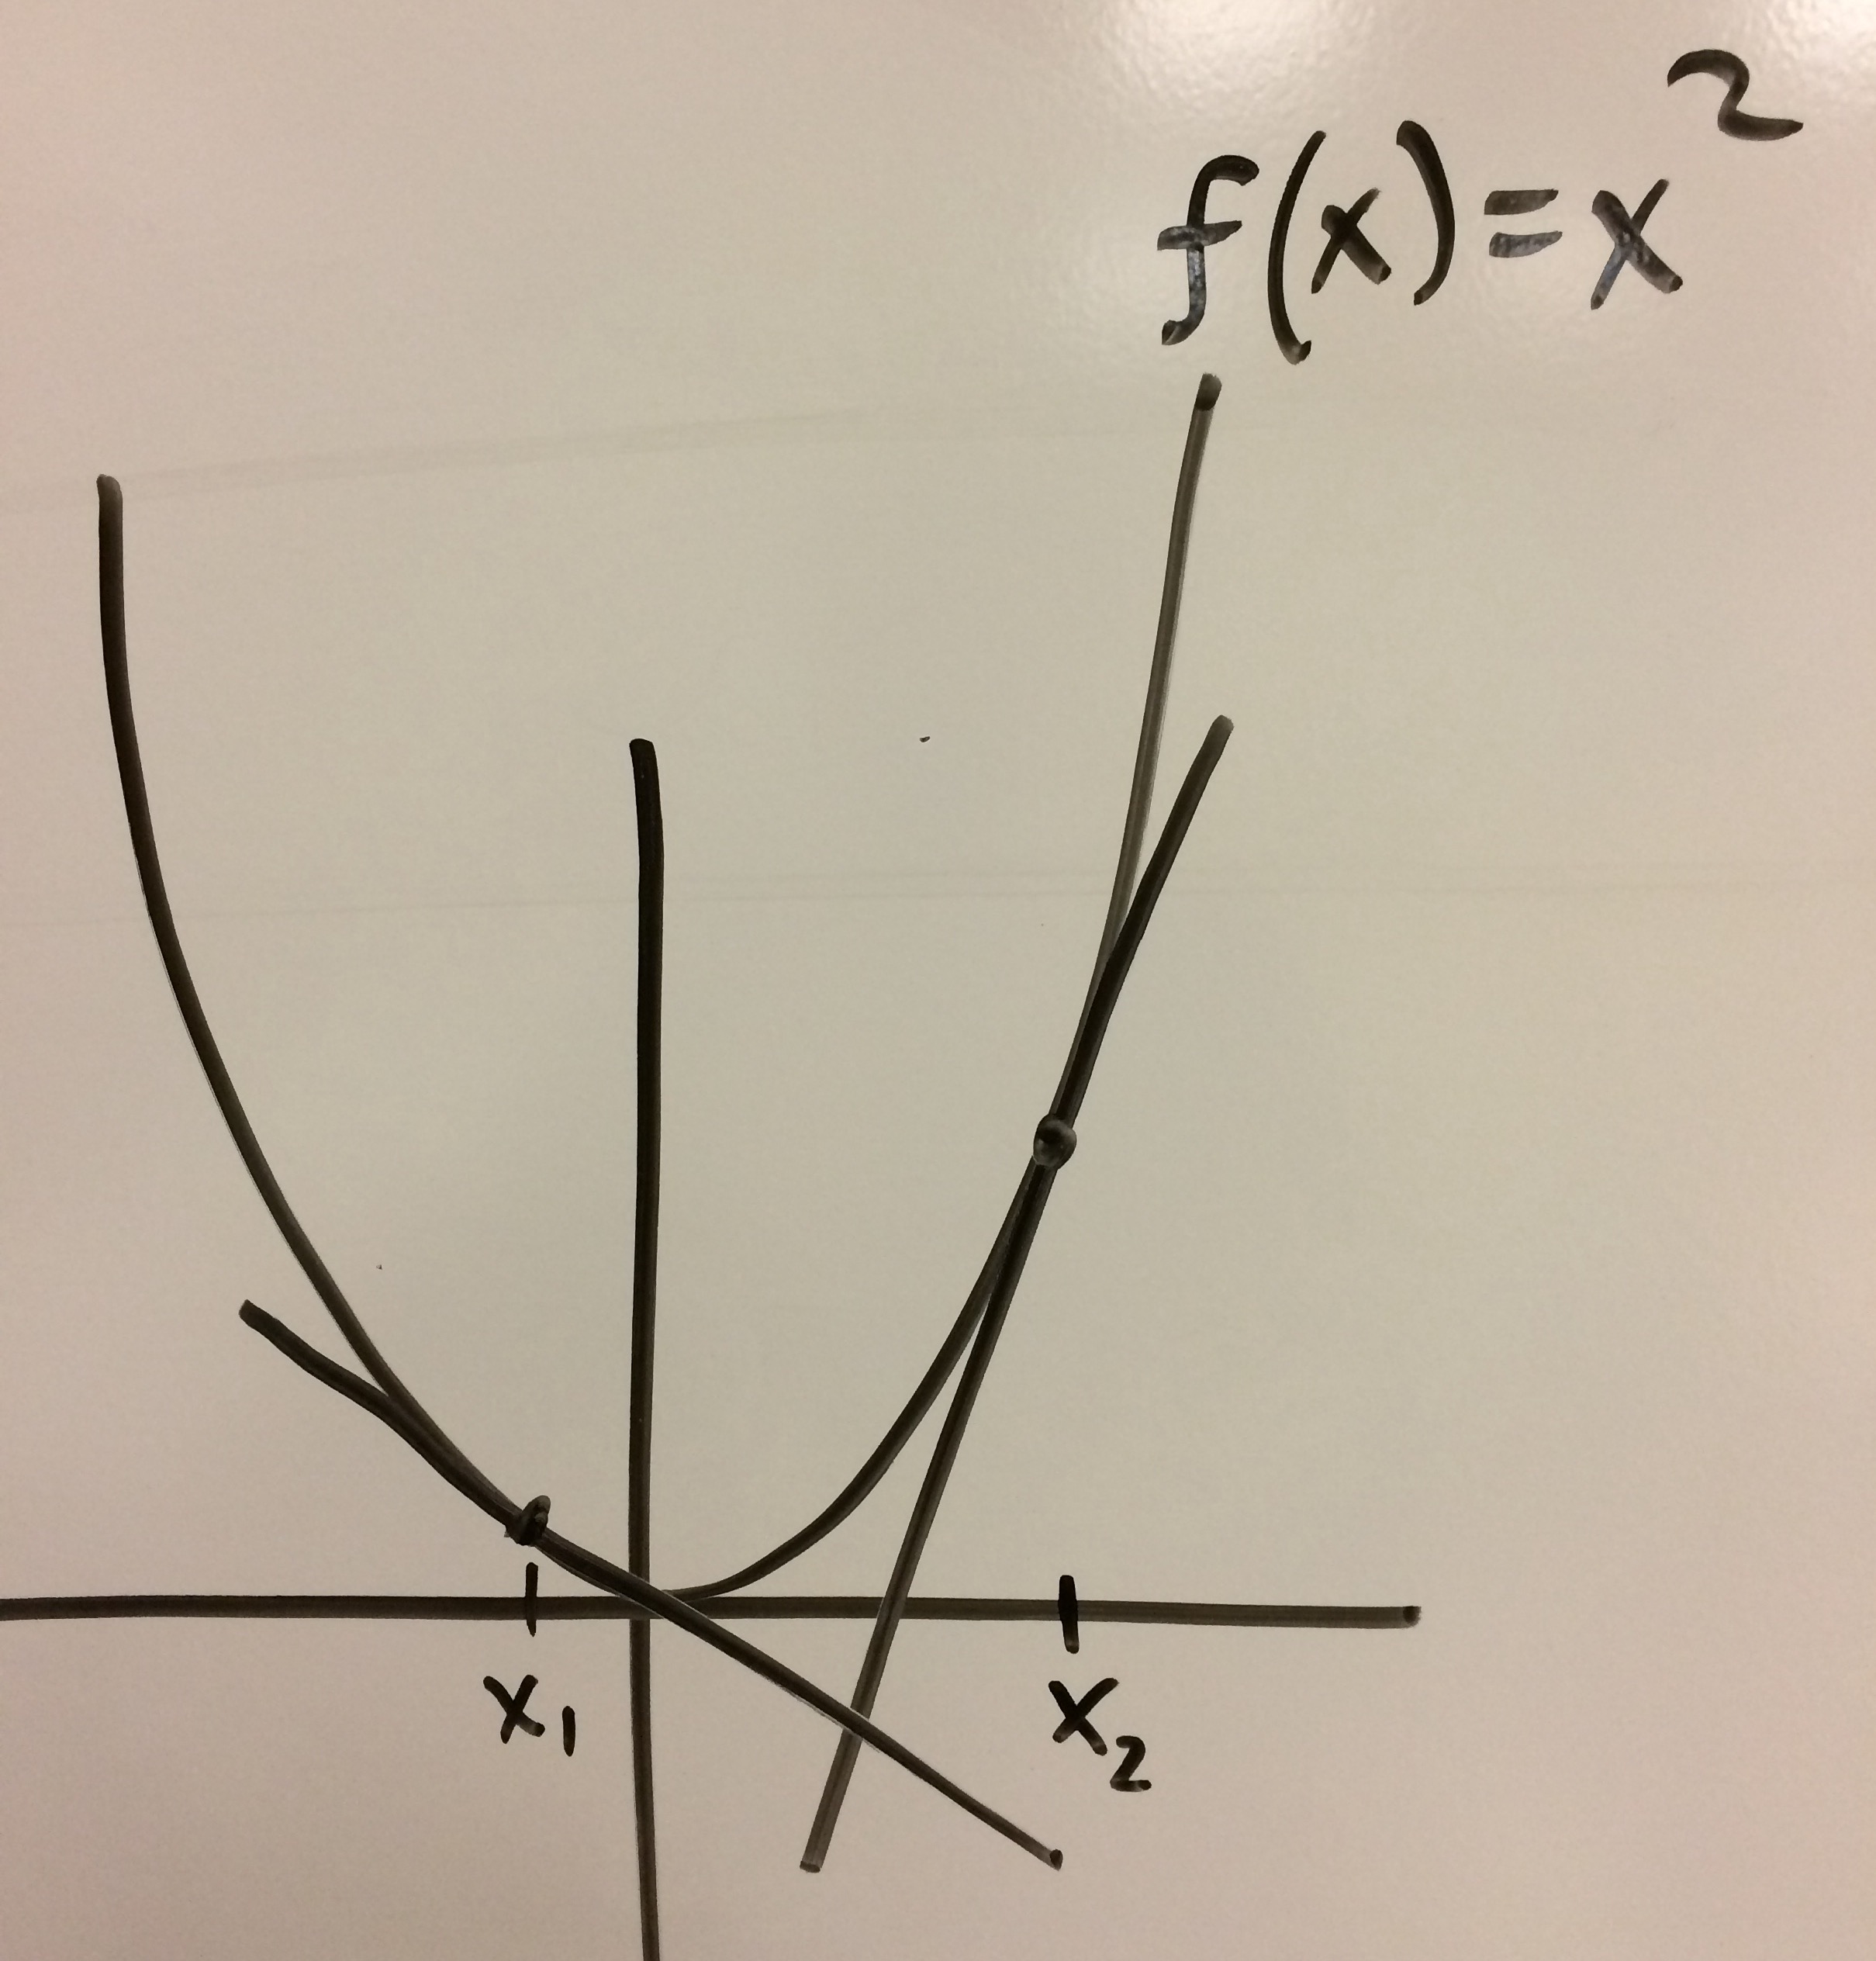 f(x)=x²
x₁ x₂